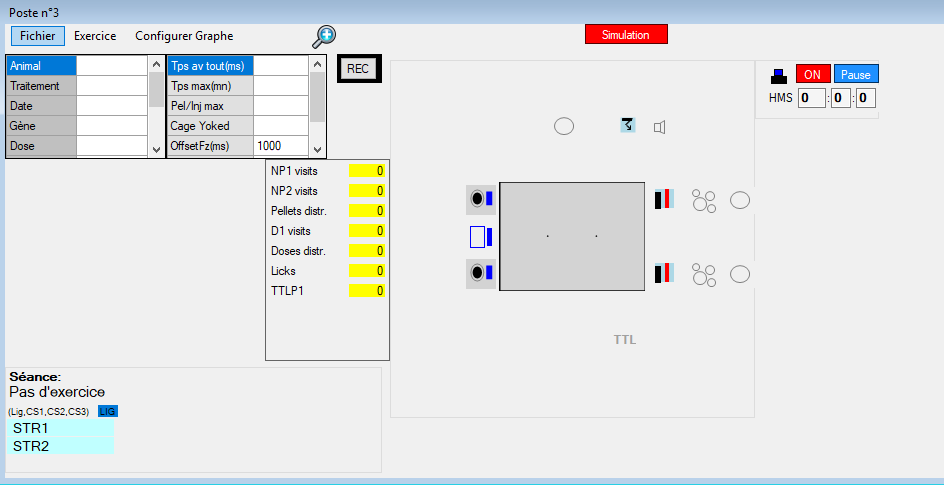 Poste n°3
Fichier Exercice Configurer Graphe
Simulation
Animal
Traitement
Date
Gène
Dose
Tps av tout(ms)
Tps max(mn)
Pel/Inj max
Cage Yoked
OffsetFz(ms) 1000
REC
ON Pause
HMS 0 : 0 : 0
NP1 visits 0
NP2 visits 0
Pellets distr. 0
D1 visits 0
Doses distr. 0
Licks 0
TTLP1 0
TTL
Séance:
Pas d'exercice
(Lig,CS1,CS2,CS3) LIG
STR1
STR2